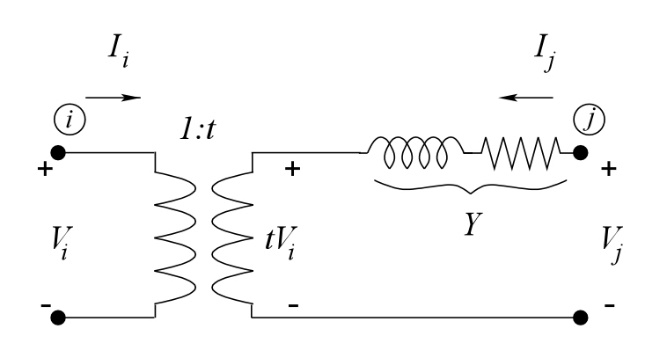 I_i I_j
i 1:t j
+ + +
V_i tV_i Y V_j
- - -